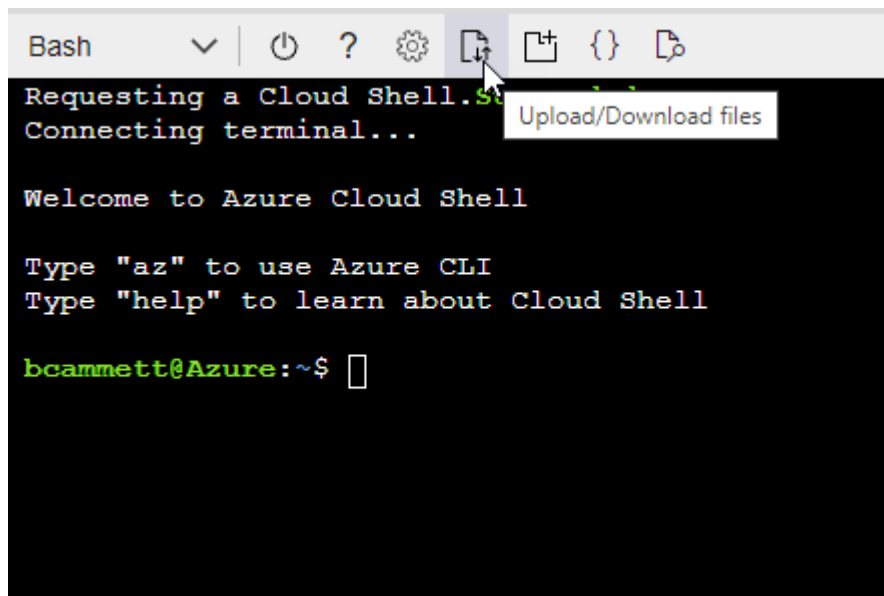 Bash
?
{}
Requesting a Cloud Shell.
Connecting terminal...
Upload/Download files
Welcome to Azure Cloud Shell
Type "az" to use Azure CLI
Type "help" to learn about Cloud Shell
bcammett@Azure:~$